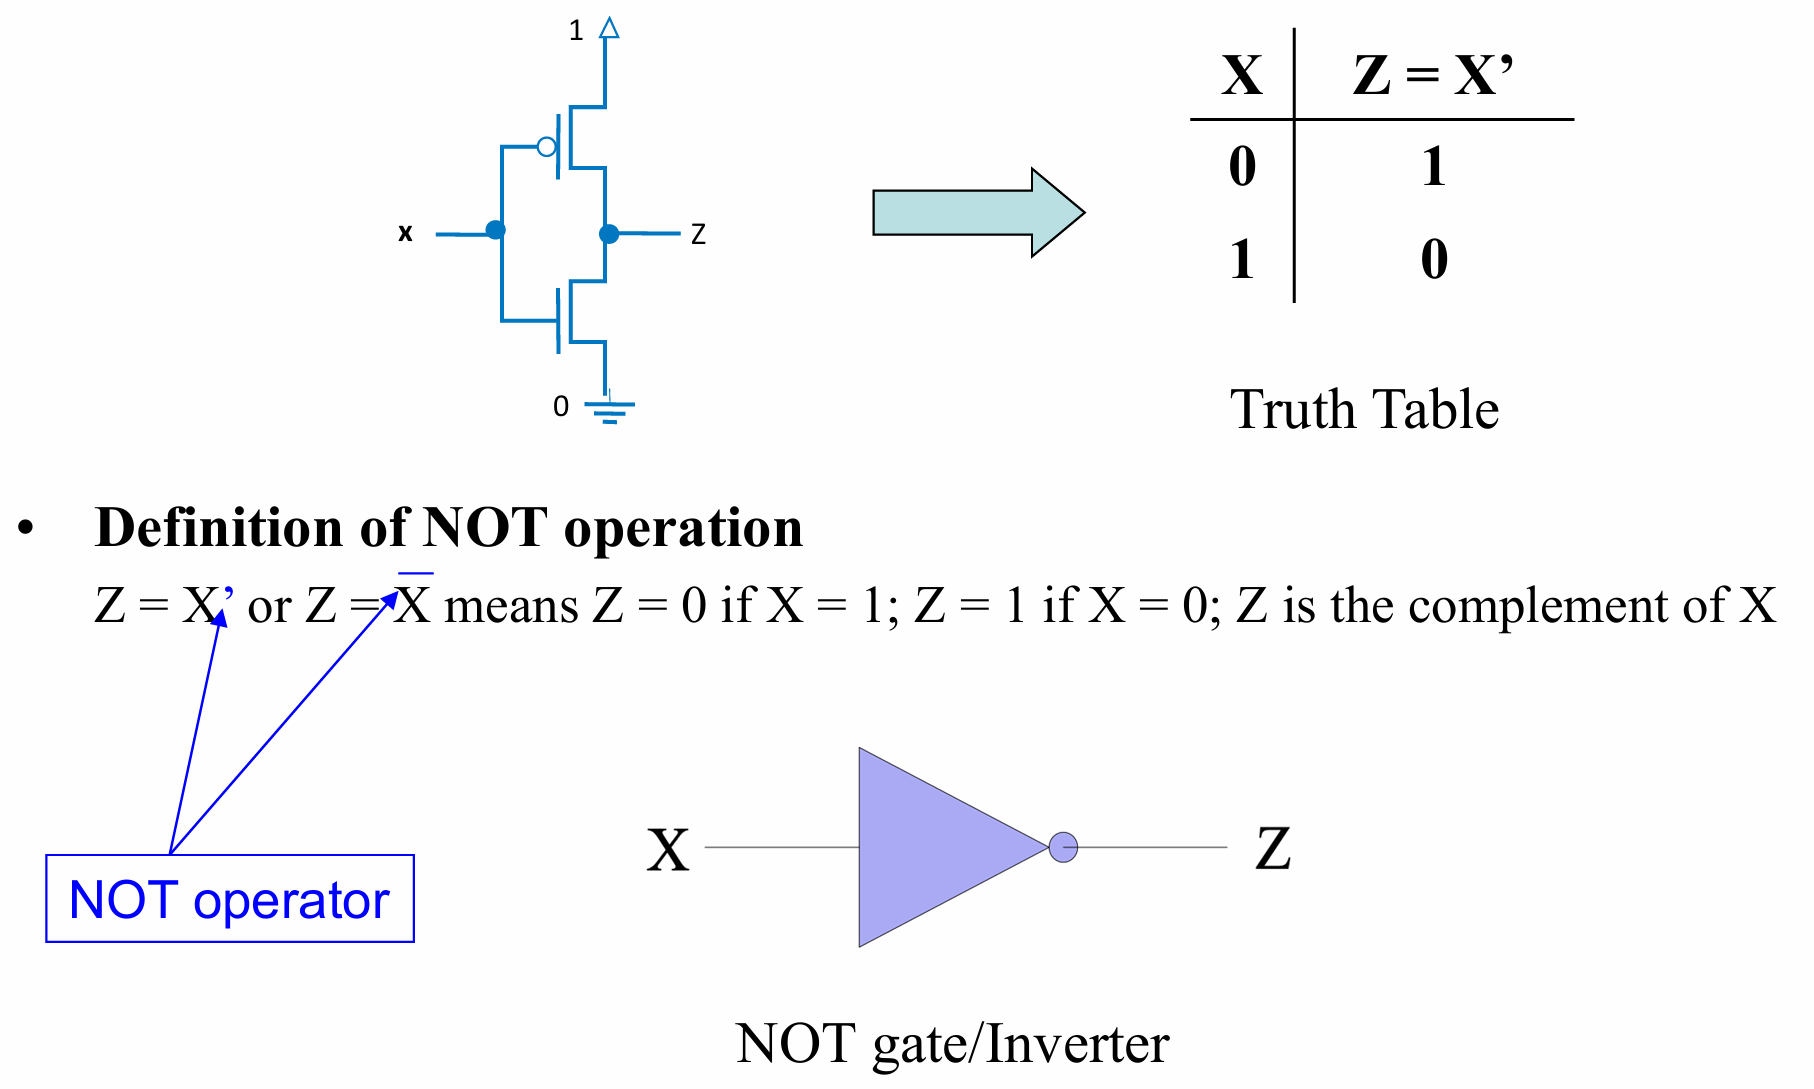 1
x
Z
0
X Z = X’
0 1
1 0
Truth Table
• Definition of NOT operation
Z = X’ or Z = X̅ means Z = 0 if X = 1; Z = 1 if X = 0; Z is the complement of X
NOT operator
X
Z
NOT gate/Inverter